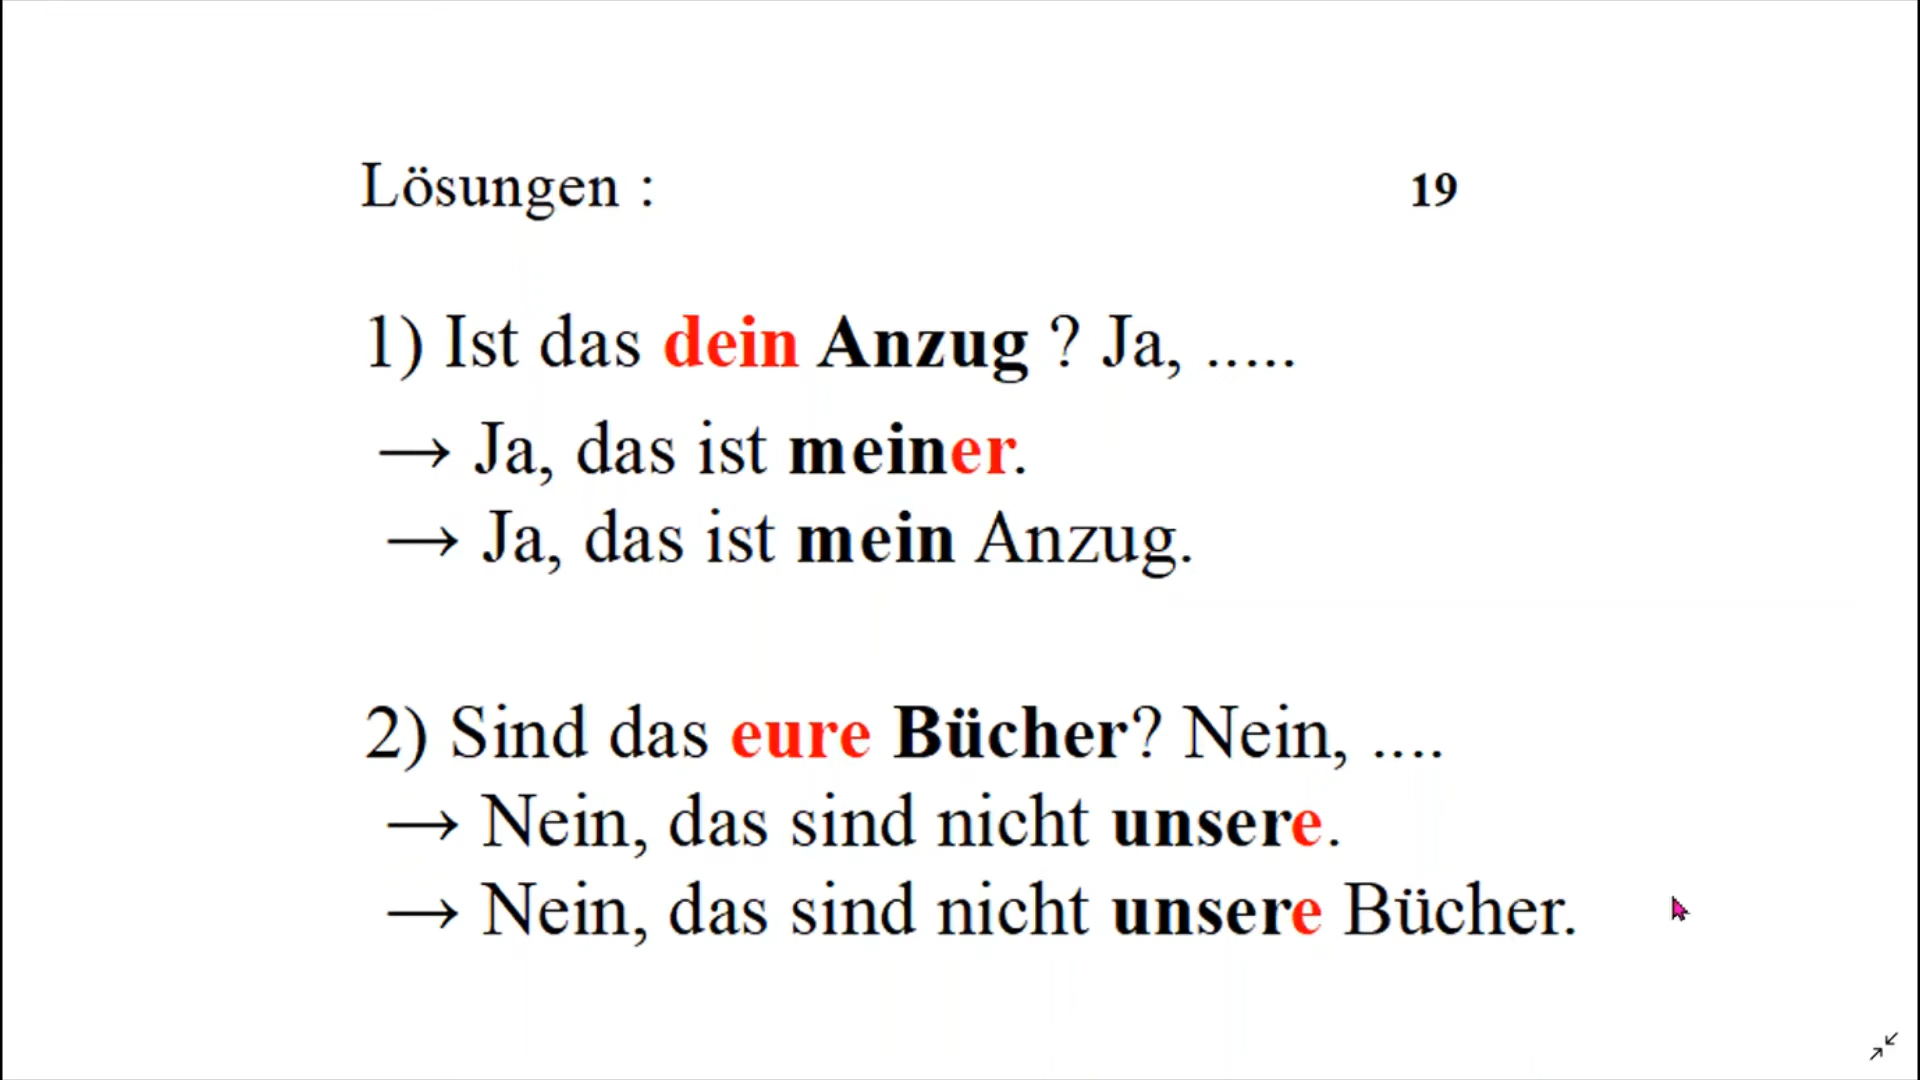 Lösungen : 19
1) Ist das dein Anzug ? Ja, .....
→ Ja, das ist meiner.
→ Ja, das ist mein Anzug.
2) Sind das eure Bücher? Nein, ....
→ Nein, das sind nicht unsere.
→ Nein, das sind nicht unsere Bücher.